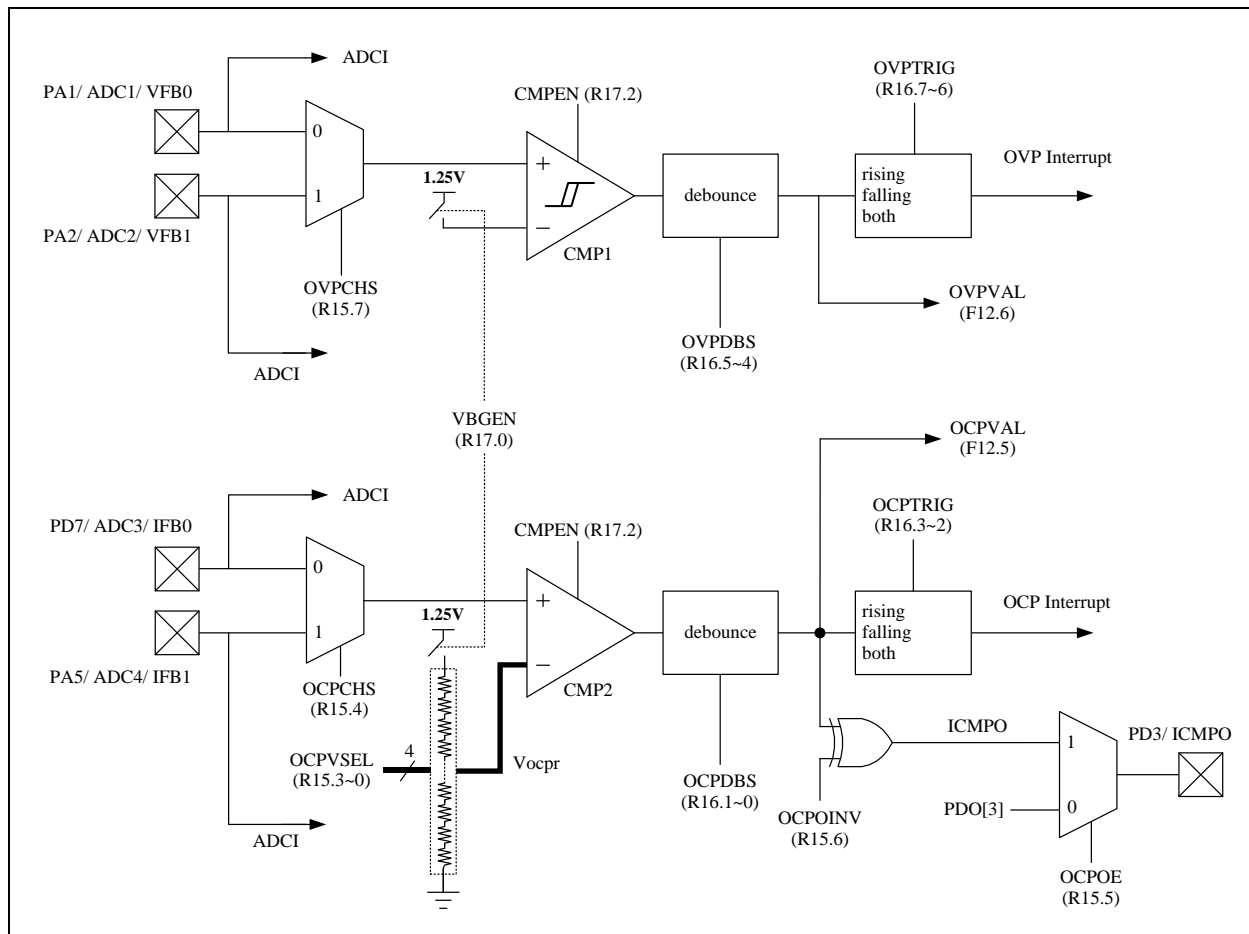 ADCI
OVPTRIG
(R16.7~6)
PA1/ ADC1/ VFB0
CMPEN (R17.2)
0
OVP Interrupt
+
rising
1.25V
debounce
falling
PA2/ ADC2/ VFB1
1
both
−
CMP1
OVPCHS
(R15.7)
OVPVAL
(F12.6)
OVPDBS
(R16.5~4)
ADCI
VBGEN
(R17.0)
OCPVAL
(F12.5)
ADCI
OCPTRIG
(R16.3~2)
PD7/ ADC3/ IFB0
CMPEN (R17.2)
0
OCP Interrupt
+
rising
1.25V
debounce
falling
1
both
−
PA5/ ADC4/ IFB1
CMP2
OCPCHS
(R15.4)
ICMPO
PD3/ ICMPO
1
4
OCPVSEL
(R15.3~0)
Vocpr
OCPDBS
(R16.1~0)
PDO[3]
0
OCPOINV
(R15.6)
ADCI
OCPOE
(R15.5)